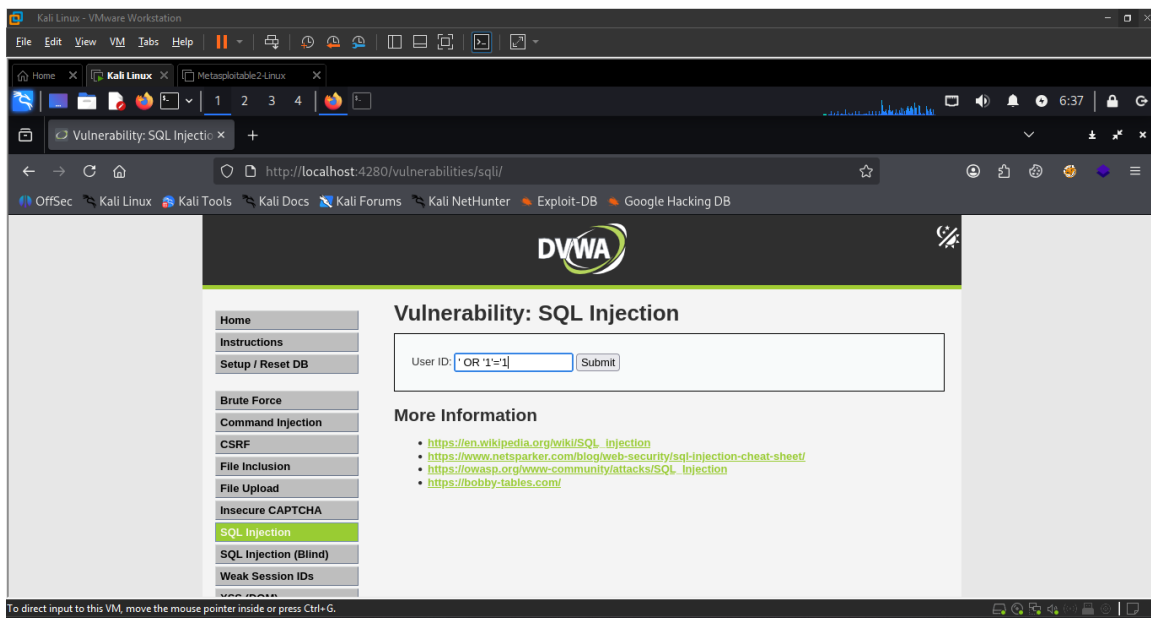 Kali Linux - VMware Workstation
File Edit View VM Tabs Help
Home Kali Linux Metasploitable2-Linux
1 2 3 4 6:37
Vulnerability: SQL Injectio
http://localhost:4280/vulnerabilities/sqli/
OffSec Kali Linux Kali Tools Kali Docs Kali Forums Kali NetHunter Exploit-DB Google Hacking DB
DVWA
Home
Instructions
Setup / Reset DB
Brute Force
Command Injection
CSRF
File Inclusion
File Upload
Insecure CAPTCHA
SQL Injection
SQL Injection (Blind)
Weak Session IDs
XSS (DOM)
Vulnerability: SQL Injection
User ID: ' OR '1'='1 Submit
More Information
https://en.wikipedia.org/wiki/SQL_injection
https://www.netsparker.com/blog/web-security/sql-injection-cheat-sheet/
https://owasp.org/www-community/attacks/SQL_Injection
https://bobby-tables.com/
To direct input to this VM, move the mouse pointer inside or press Ctrl+G.